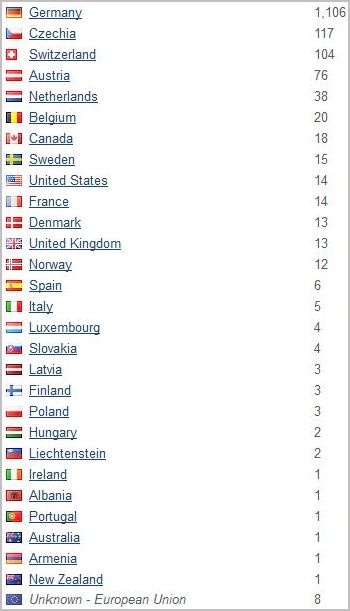 Germany 1,106
Czechia 117
Switzerland 104
Austria 76
Netherlands 38
Belgium 20
Canada 18
Sweden 15
United States 14
France 14
Denmark 13
United Kingdom 13
Norway 12
Spain 6
Italy 5
Luxembourg 4
Slovakia 4
Latvia 3
Finland 3
Poland 3
Hungary 2
Liechtenstein 2
Ireland 1
Albania 1
Portugal 1
Australia 1
Armenia 1
New Zealand 1
Unknown - European Union 8